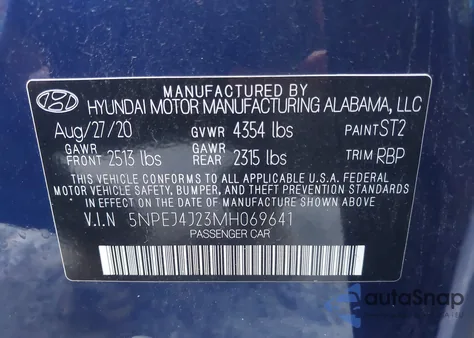 MANUFACTURED BY
HYUNDAI MOTOR MANUFACTURING ALABAMA, LLC
Aug/27/20 GVWR 4354 lbs PAINT ST2
GAWR FRONT 2513 lbs GAWR REAR 2315 lbs TRIM RBP
THIS VEHICLE CONFORMS TO ALL APPLICABLE U.S.A. FEDERAL
MOTOR VEHICLE SAFETY, BUMPER, AND THEFT PREVENTION STANDARDS
IN EFFECT ON THE DATE OF MANUFACTURE SHOWN ABOVE.
V.I.N 5NPEJ4J23MH069641
PASSENGER CAR
autoSnap